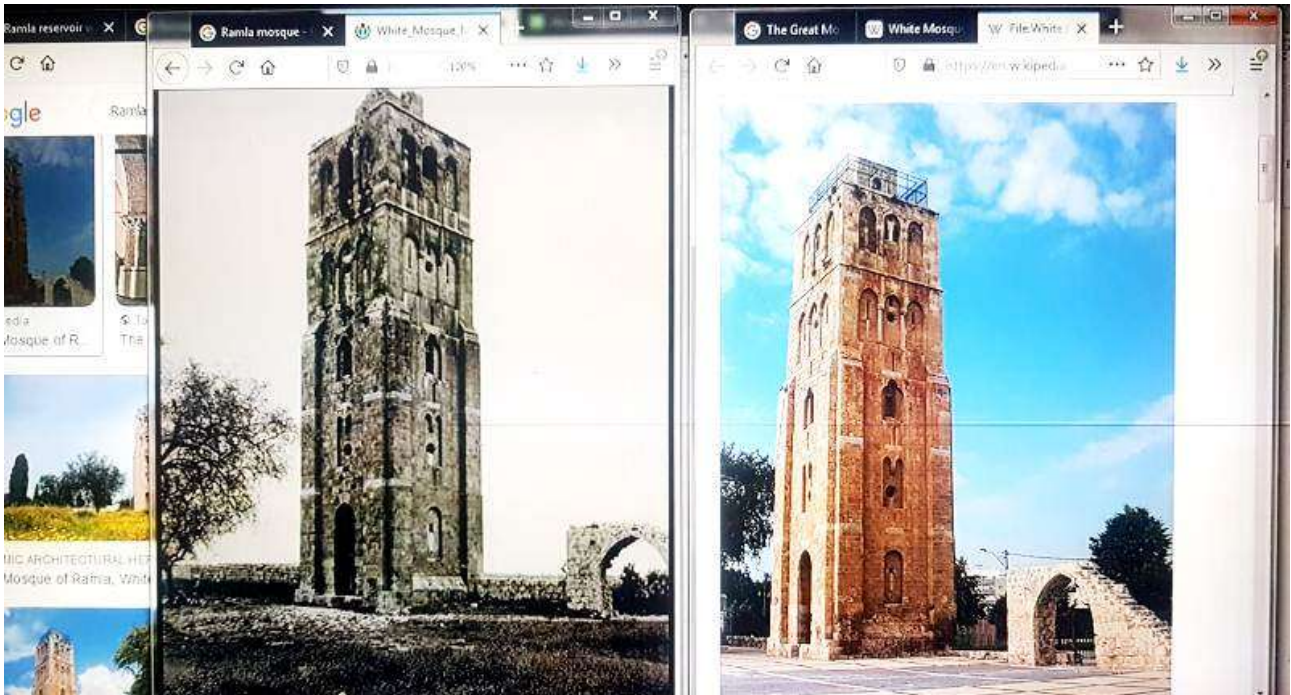 Ramla reservoir
Ramla mosque -
White_Mosque_
120%
The Great Mo
White Mosqu
File:White
https://en.wikipedia
gle
Ramla
edia
Mosque of R...
The
MIC ARCHITECTURAL HER
Mosque of Ramla, White